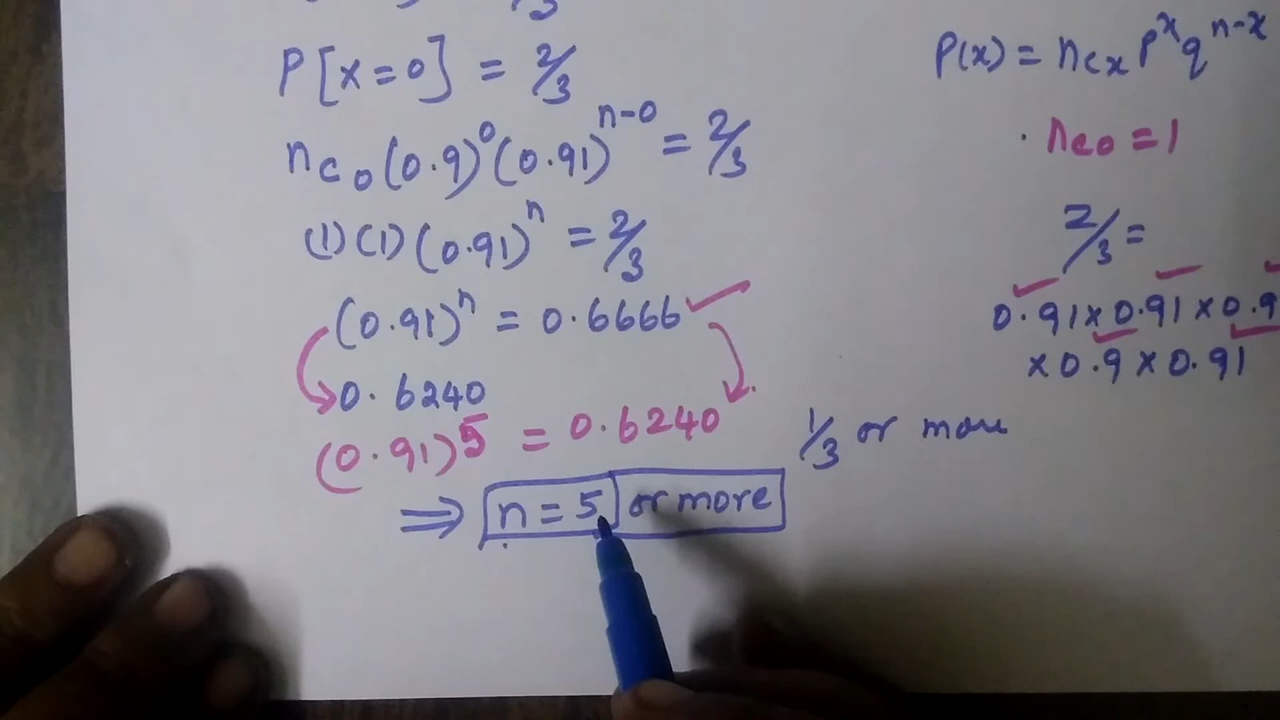 P[x=0] = 2/3
nc₀(0.9)⁰(0.91)ⁿ⁻⁰ = 2/3
(1)(1)(0.91)ⁿ = 2/3
(0.91)ⁿ = 0.6666
0.6240
(0.91)⁵ = 0.6240
1/3 or more
⇒ n = 5 or more
P(x) = ncₓ pˣ qⁿ⁻ˣ
nc₀ = 1
2/3 =
0.91×0.91×0.9
×0.9×0.91